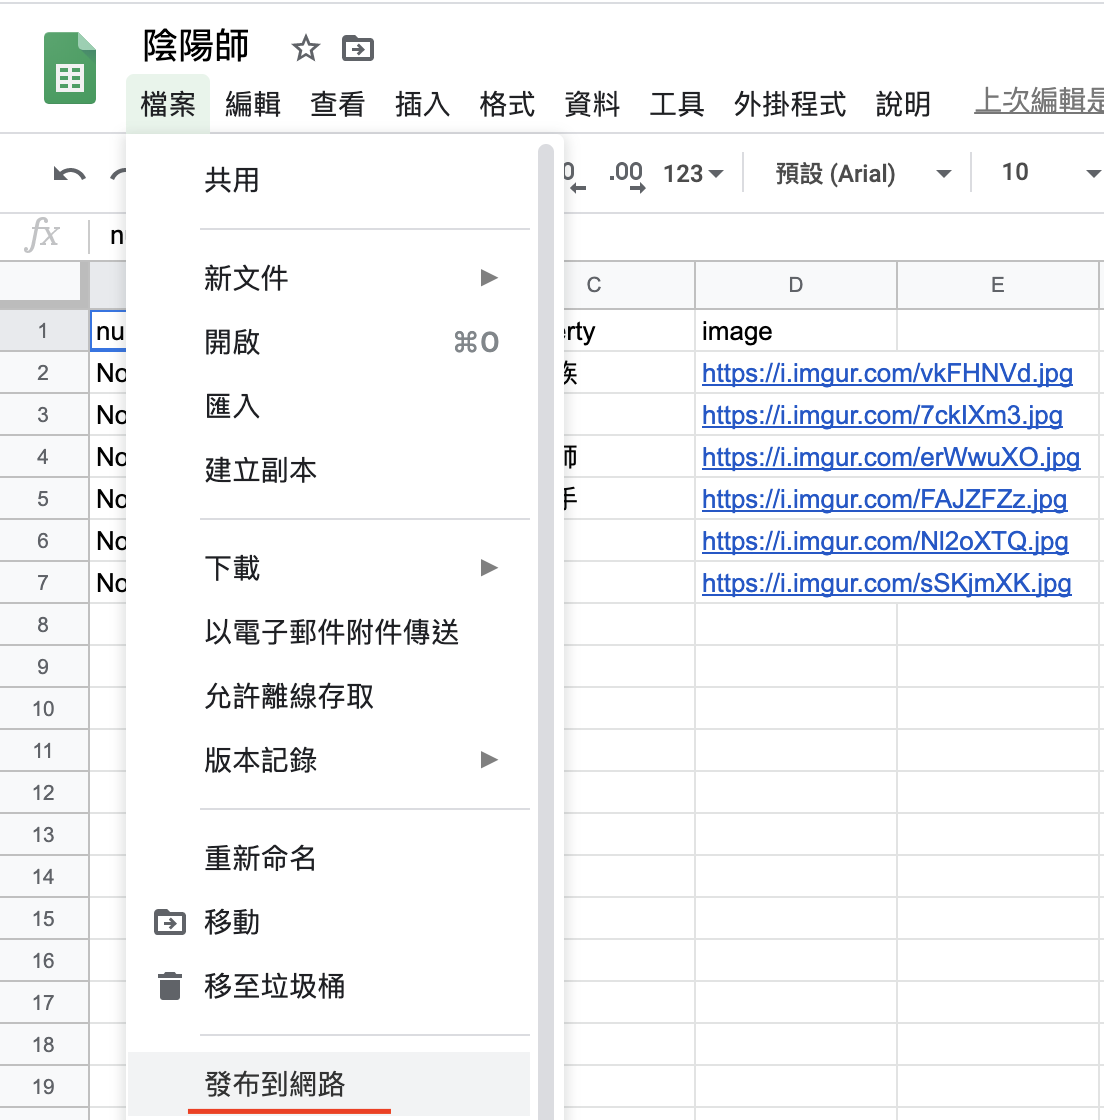 陰陽師
檔案 編輯 查看 插入 格式 資料 工具 外掛程式 說明 上次編輯是
.00 123 預設 (Arial) 10
fx
共用
新文件
開啟 ⌘O
匯入
建立副本
下載
以電子郵件附件傳送
允許離線存取
版本記錄
重新命名
移動
移至垃圾桶
發布到網路
C D E
1 nu erty image
2 No 族 https://i.imgur.com/vkFHNVd.jpg
3 No https://i.imgur.com/7ckIXm3.jpg
4 No 師 https://i.imgur.com/erWwuXO.jpg
5 No 手 https://i.imgur.com/FAJZFZz.jpg
6 No https://i.imgur.com/Nl2oXTQ.jpg
7 No https://i.imgur.com/sSKjmXK.jpg
8
9
10
11
12
13
14
15
16
17
18
19